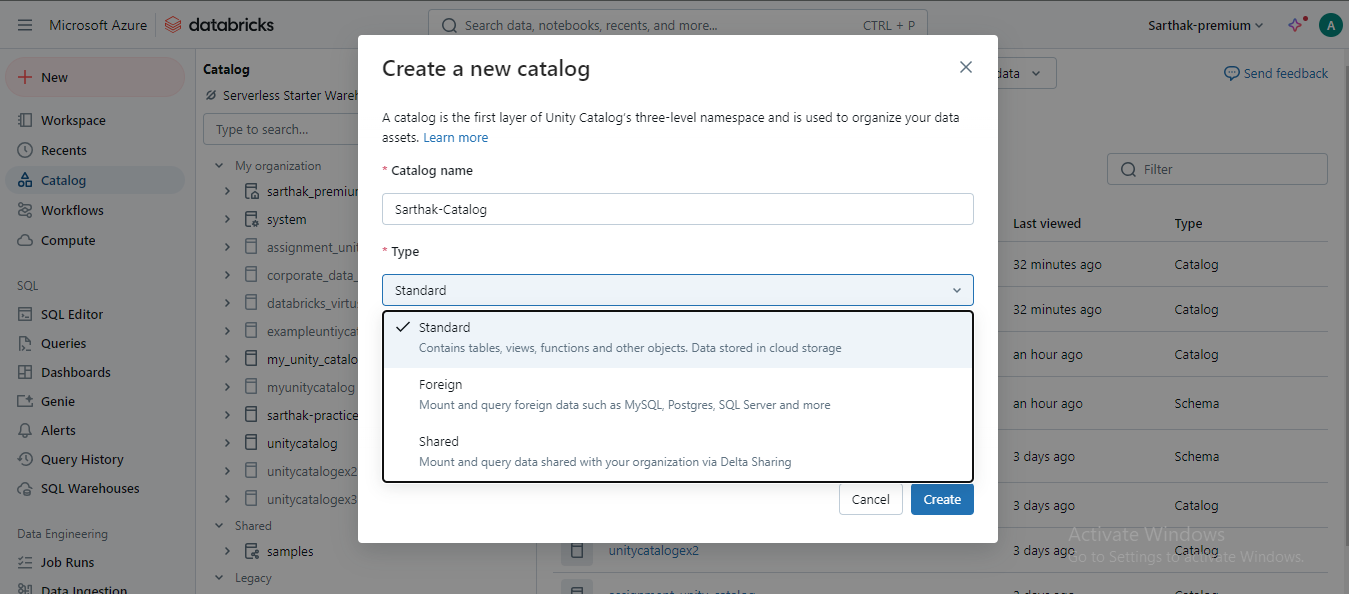 Microsoft Azure
databricks
Search data, notebooks, recents, and more...
CTRL + P
Sarthak-premium
A
New
Workspace
Recents
Catalog
Workflows
Compute
SQL
SQL Editor
Queries
Dashboards
Genie
Alerts
Query History
SQL Warehouses
Data Engineering
Job Runs
Data Ingestion
Catalog
Serverless Starter Wareh
Type to search...
My organization
sarthak_premiu
system
assignment_unit
corporate_data_
databricks_virtu
exampleuntiycat
my_unity_catalo
myunitycatalog
sarthak-practice
unitycatalog
unitycatalogex2
unitycatalogex3
Shared
samples
Legacy
Create a new catalog
A catalog is the first layer of Unity Catalog's three-level namespace and is used to organize your data
assets. Learn more
* Catalog name
Sarthak-Catalog
* Type
Standard
Standard
Contains tables, views, functions and other objects. Data stored in cloud storage
Foreign
Mount and query foreign data such as MySQL, Postgres, SQL Server and more
Shared
Mount and query data shared with your organization via Delta Sharing
Cancel
Create
data
Send feedback
Filter
Last viewed Type
32 minutes ago Catalog
32 minutes ago Catalog
an hour ago Catalog
an hour ago Schema
3 days ago Schema
3 days ago Catalog
unitycatalogex2 3 days ago Catalog
Activate Windows
Go to Settings to activate Windows.